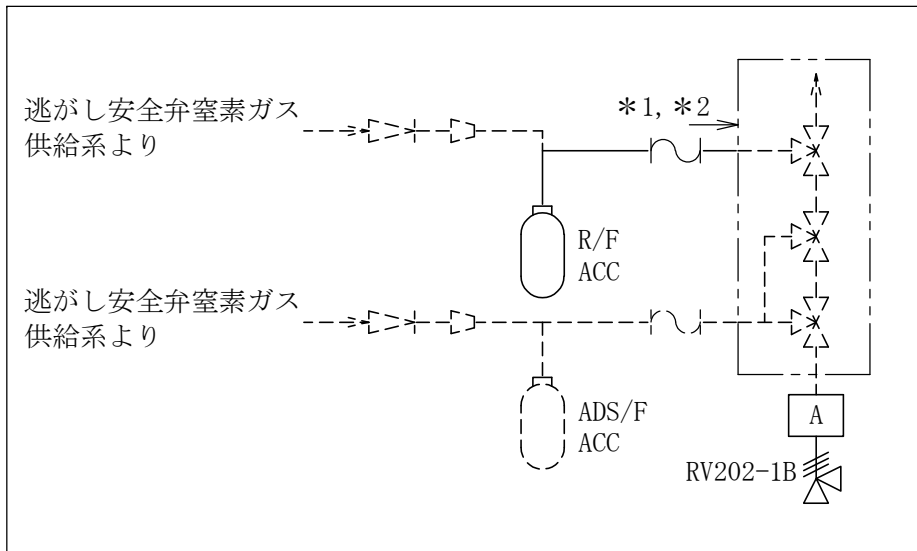 逃がし安全弁窒素ガス
供給系より
*1, *2
R/F
ACC
逃がし安全弁窒素ガス
供給系より
ADS/F
ACC
A
RV202-1B